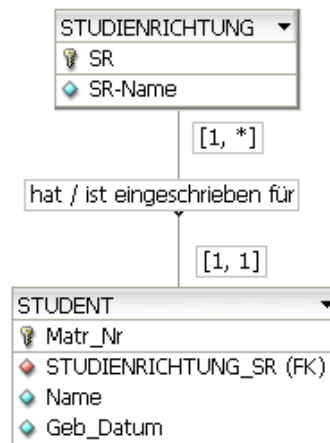 STUDIENRICHTUNG
SR
SR-Name
[1, *]
hat / ist eingeschrieben für
[1, 1]
STUDENT
Matr_Nr
STUDIENRICHTUNG_SR (FK)
Name
Geb_Datum